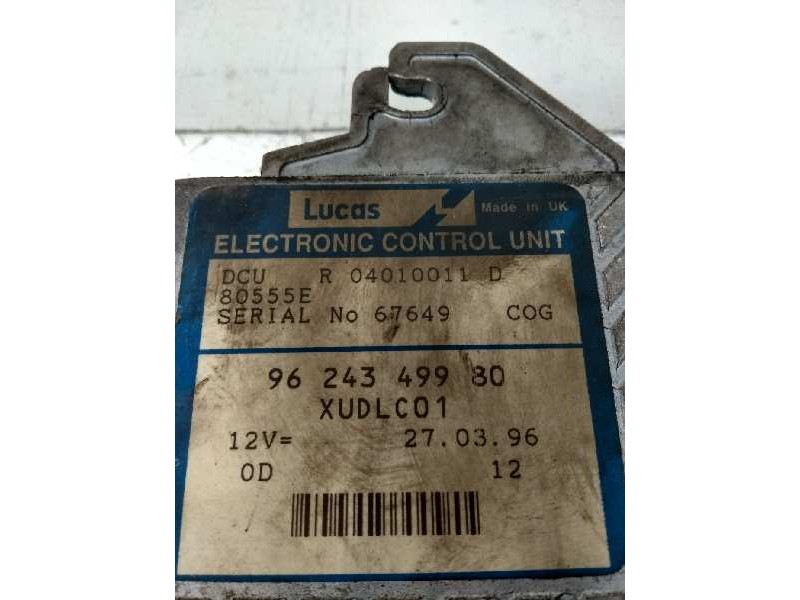 Lucas Made in UK
ELECTRONIC CONTROL UNIT
DCU R 04010011 D
80555E
SERIAL No 67649 COG
96 243 499 80
XUDLC01
12V= 27.03.96
OD 12